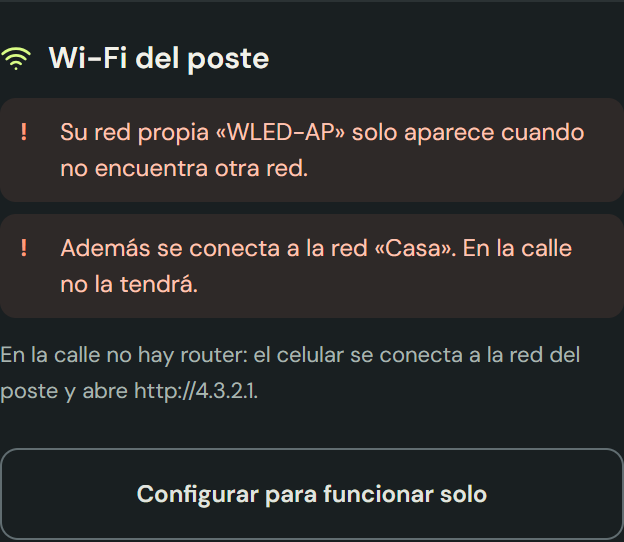 Wi-Fi del poste
! Su red propia «WLED-AP» solo aparece cuando
no encuentra otra red.
! Además se conecta a la red «Casa». En la calle
no la tendrá.
En la calle no hay router: el celular se conecta a la red del
poste y abre http://4.3.2.1.
Configurar para funcionar solo